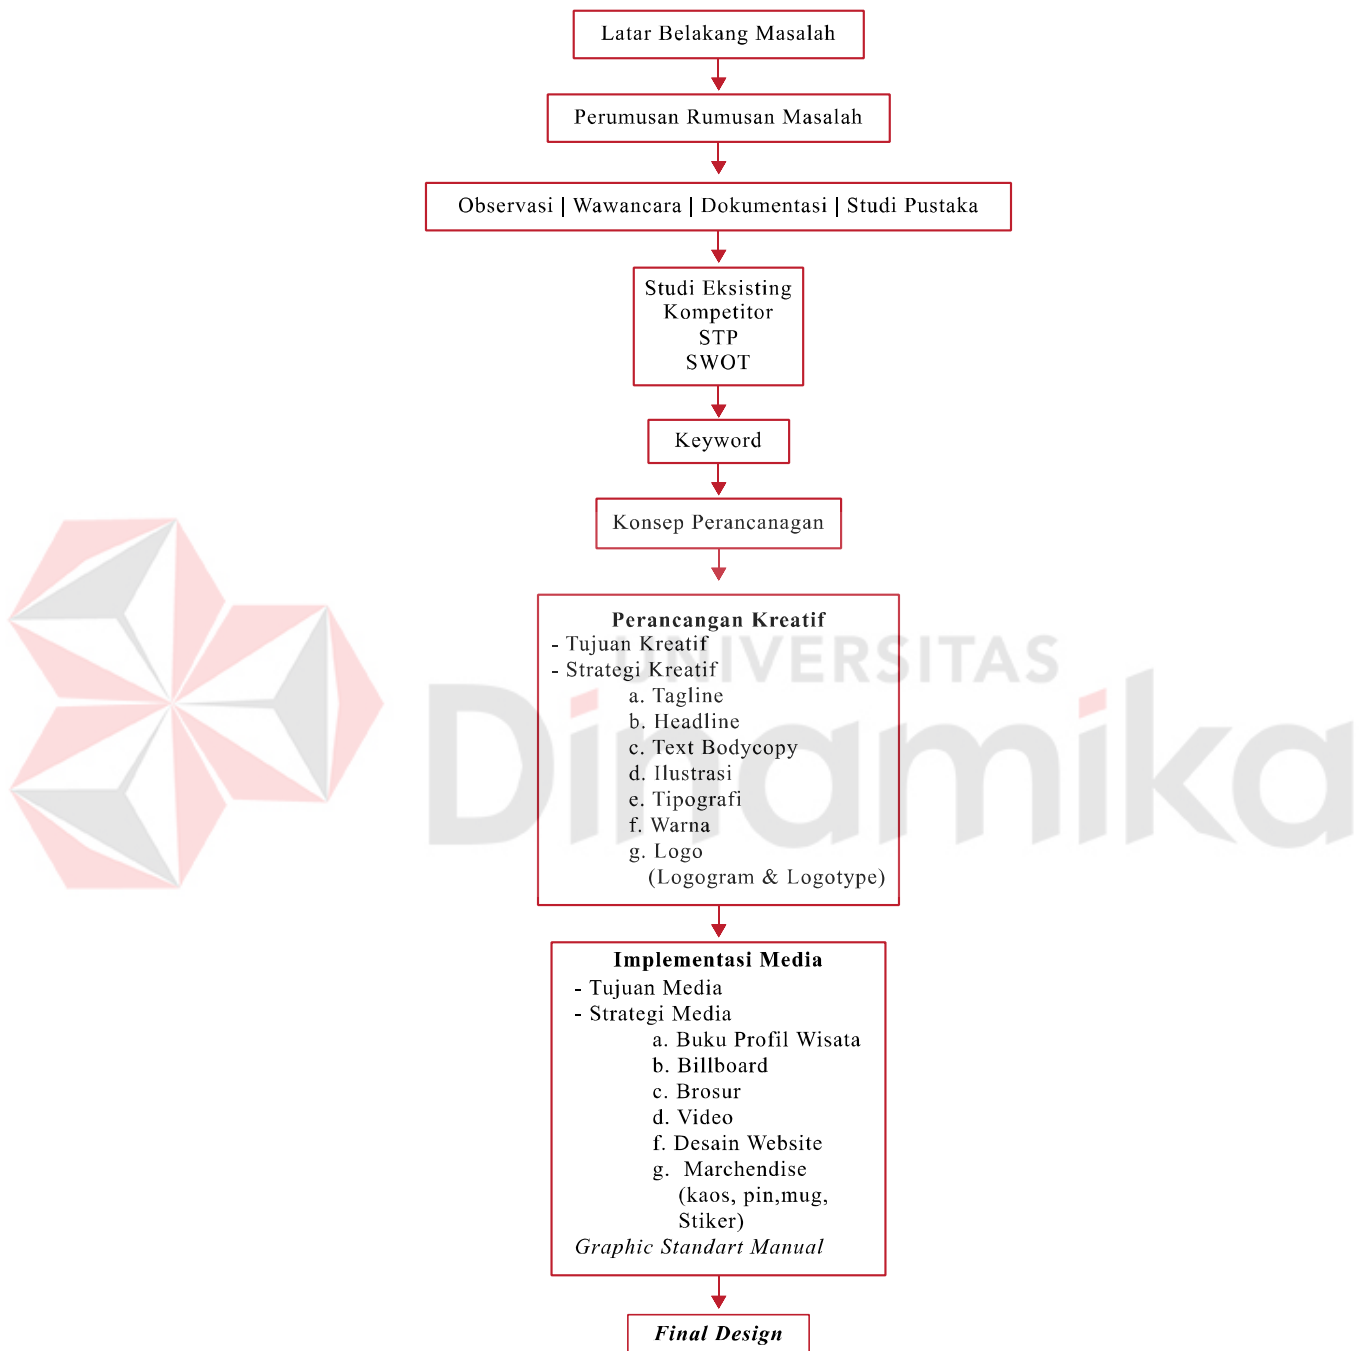 Latar Belakang Masalah
Perumusan Rumusan Masalah
Observasi | Wawancara | Dokumentasi | Studi Pustaka
Studi Eksisting
Kompetitor
STP
SWOT
Keyword
Konsep Perancanagan
Perancangan Kreatif
- Tujuan Kreatif
- Strategi Kreatif
a. Tagline
b. Headline
c. Text Bodycopy
d. Ilustrasi
e. Tipografi
f. Warna
g. Logo
(Logogram & Logotype)
UNIVERSITAS
Dinamika
Implementasi Media
- Tujuan Media
- Strategi Media
a. Buku Profil Wisata
b. Billboard
c. Brosur
d. Video
f. Desain Website
g. Marchendise
(kaos, pin,mug,
Stiker)
Graphic Standart Manual
Final Design